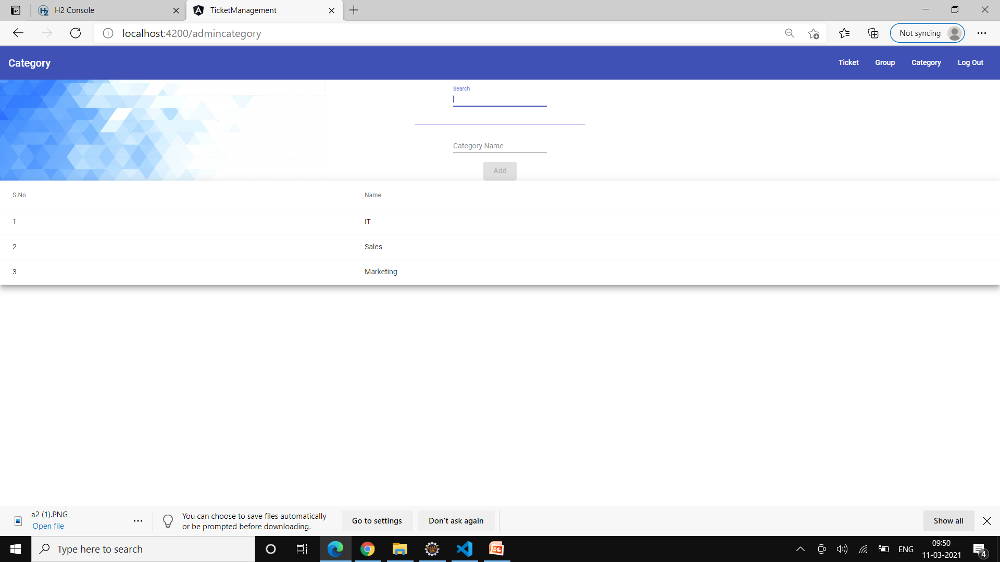 H2 Console
TicketManagement
localhost:4200/admincategory
Not syncing
Category
Ticket
Group
Category
Log Out
Search
Category Name
Add
S.No
Name
1
IT
2
Sales
3
Marketing
a2 (1).PNG
Open file
You can choose to save files automatically
or be prompted before downloading.
Go to settings
Don't ask again
Show all
Type here to search
ENG
09:50
11-03-2021
4